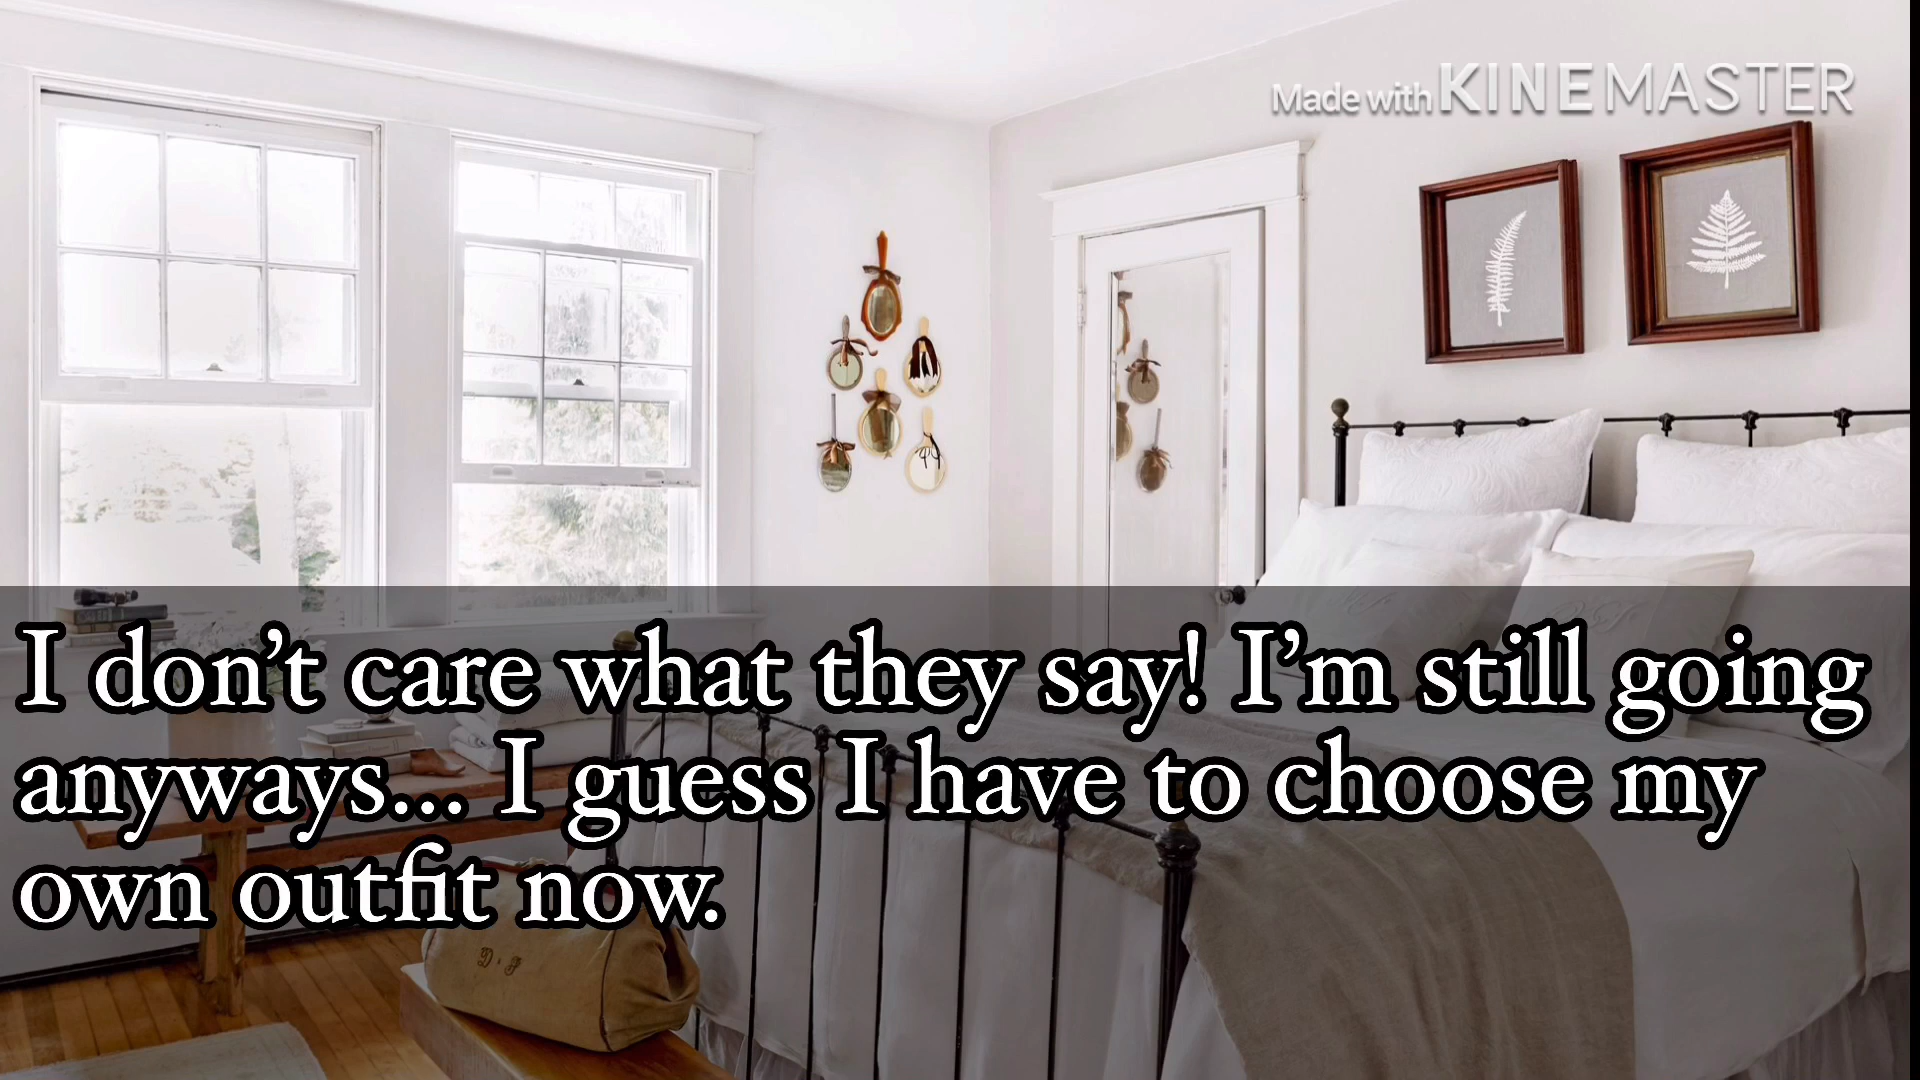 Made with KINEMASTER
I don't care what they say! I'm still going
anyways... I guess I have to choose my
own outfit now.
D · F